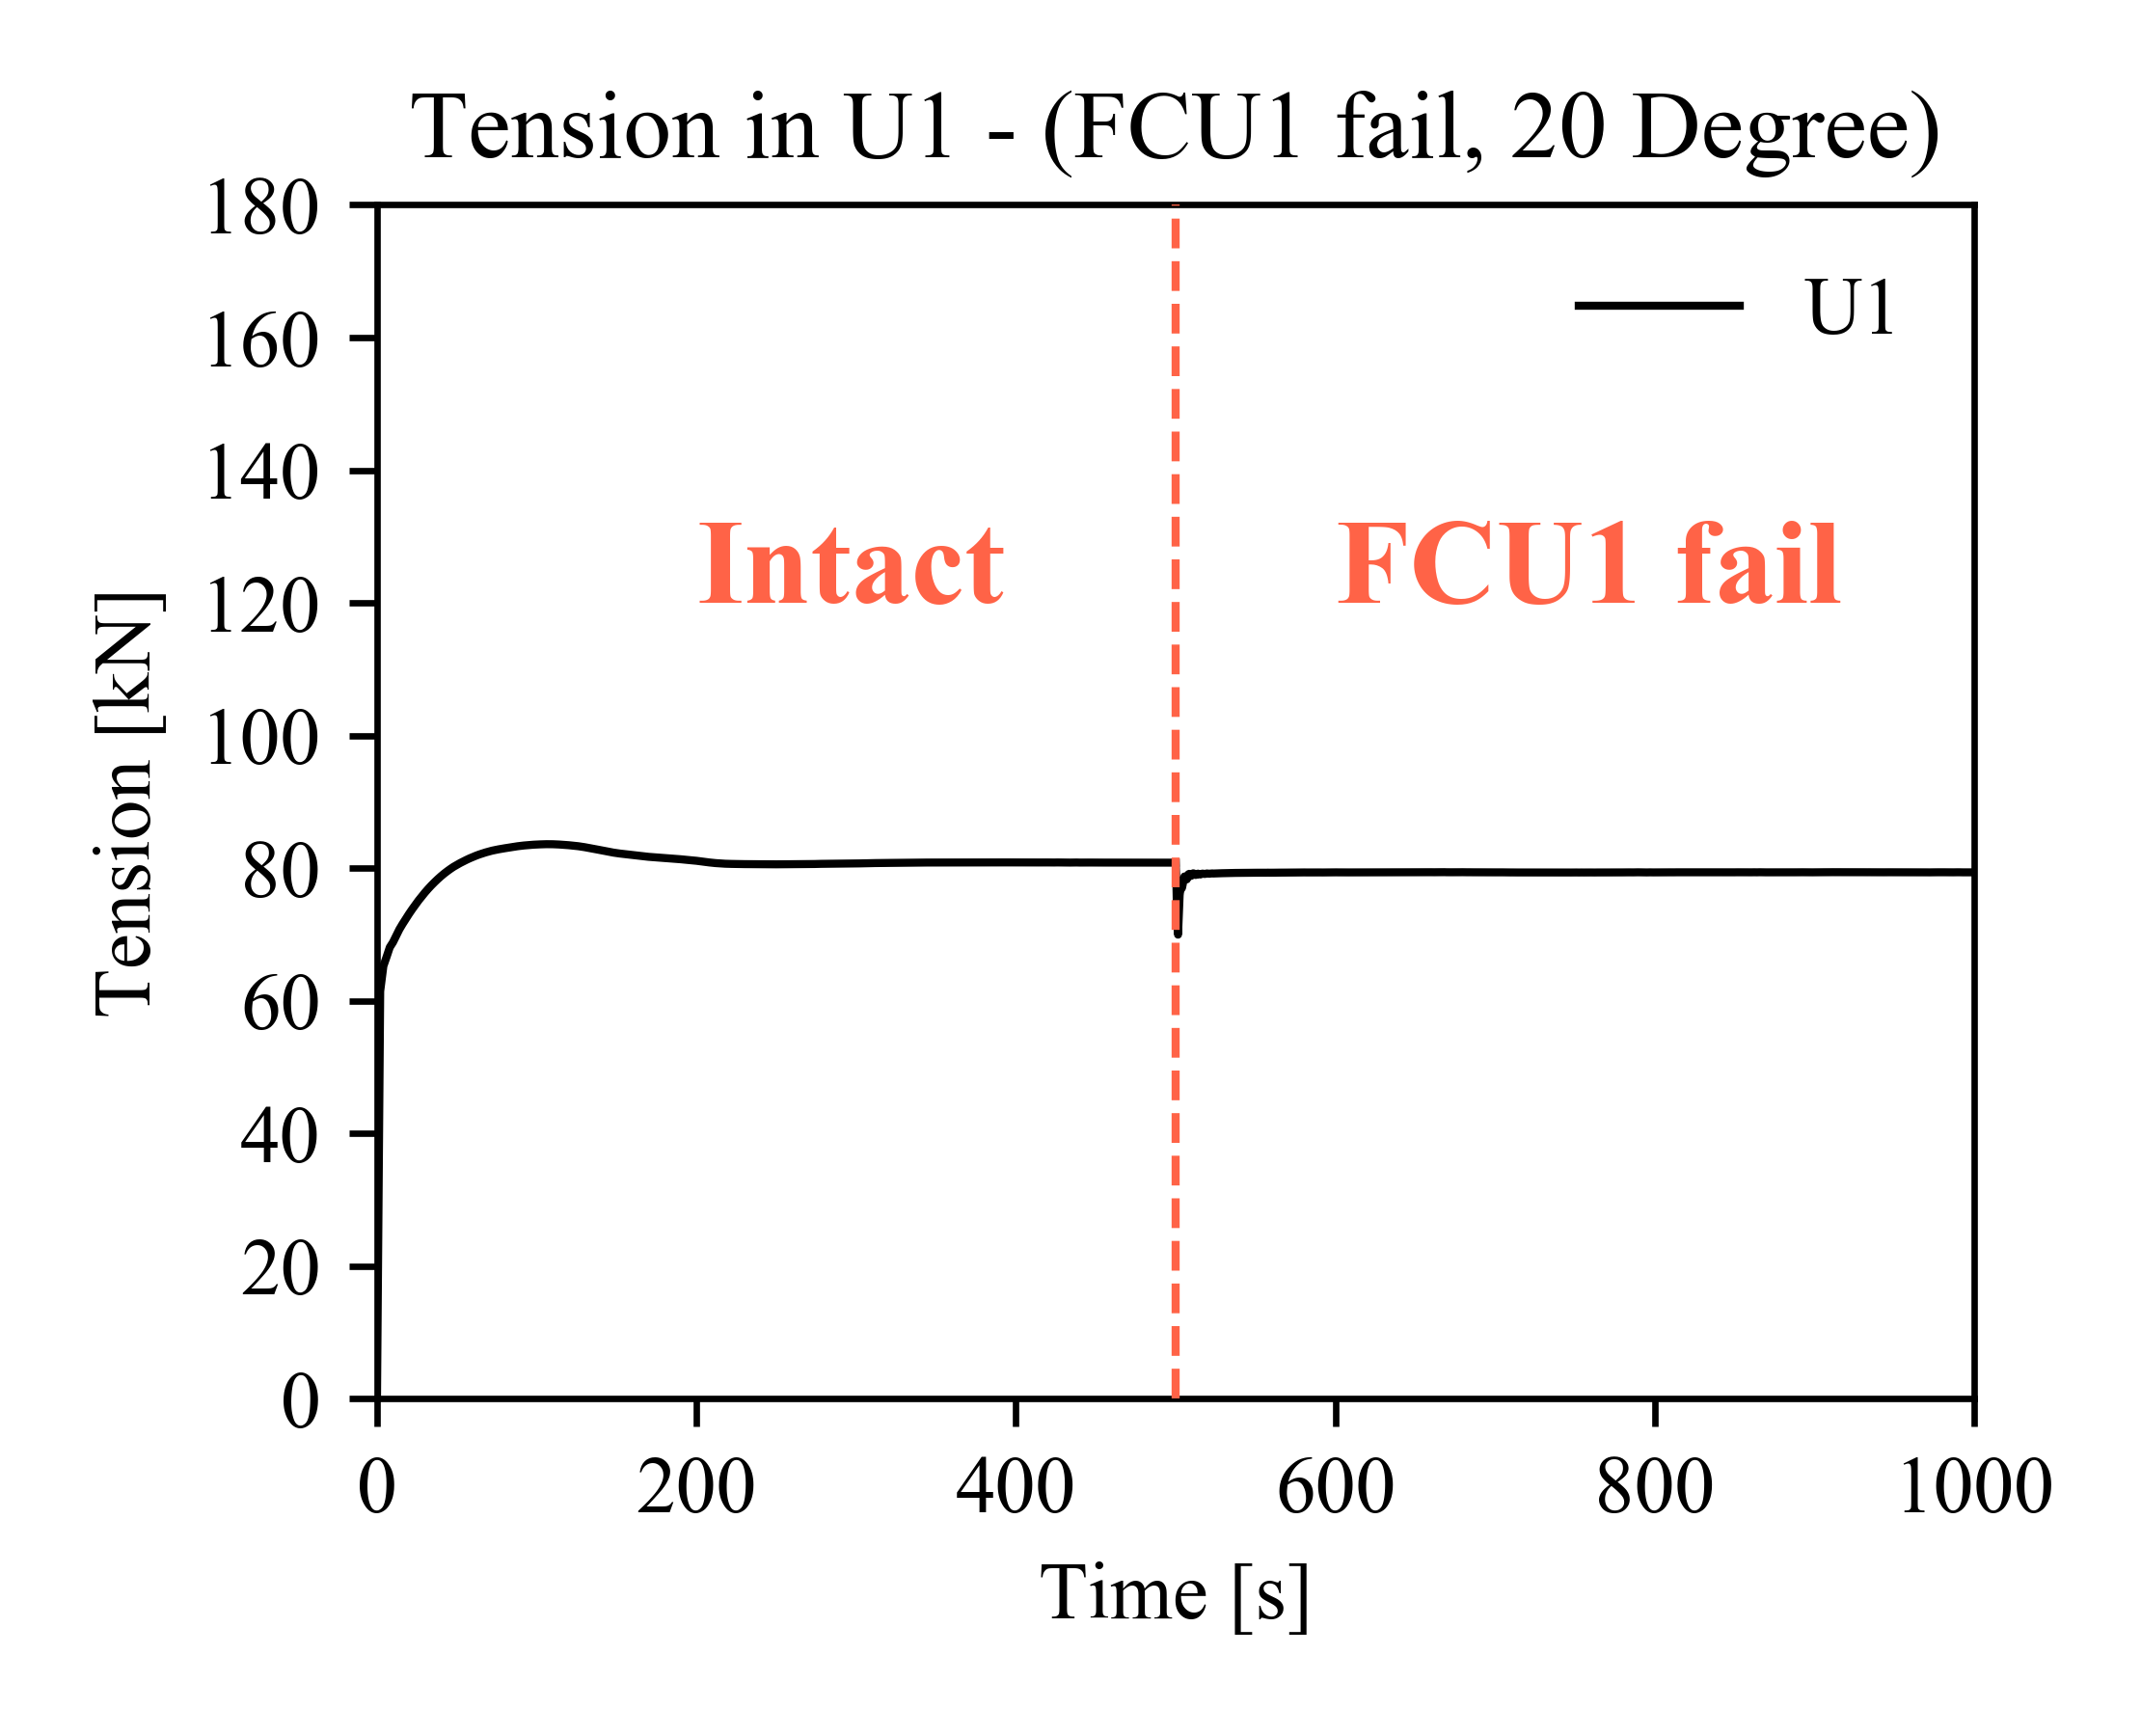 Tension in U1 - (FCU1 fail, 20 Degree)
180
160
140
120
100
80
60
40
20
0
Tension [kN]
U1
Intact
FCU1 fail
0 200 400 600 800 1000
Time [s]